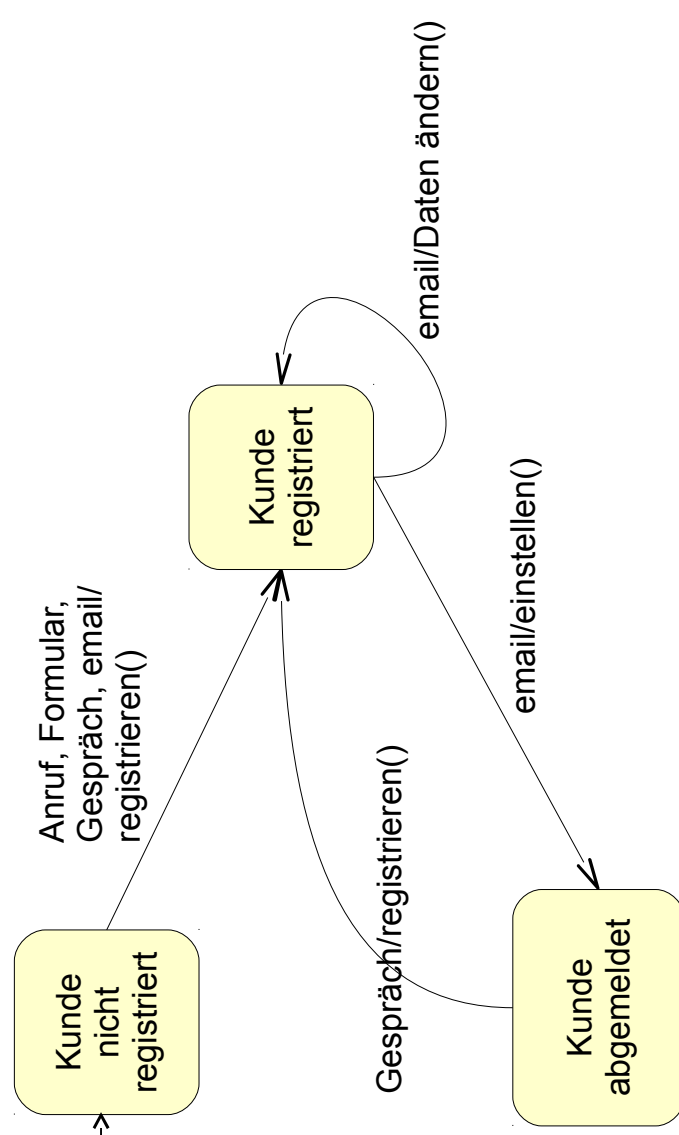 Kunde
nicht
registriert
Anruf, Formular,
Gespräch, email/
registrieren()
Kunde
registriert
email/Daten ändern()
Gespräch/registrieren()
email/einstellen()
Kunde
abgemeldet